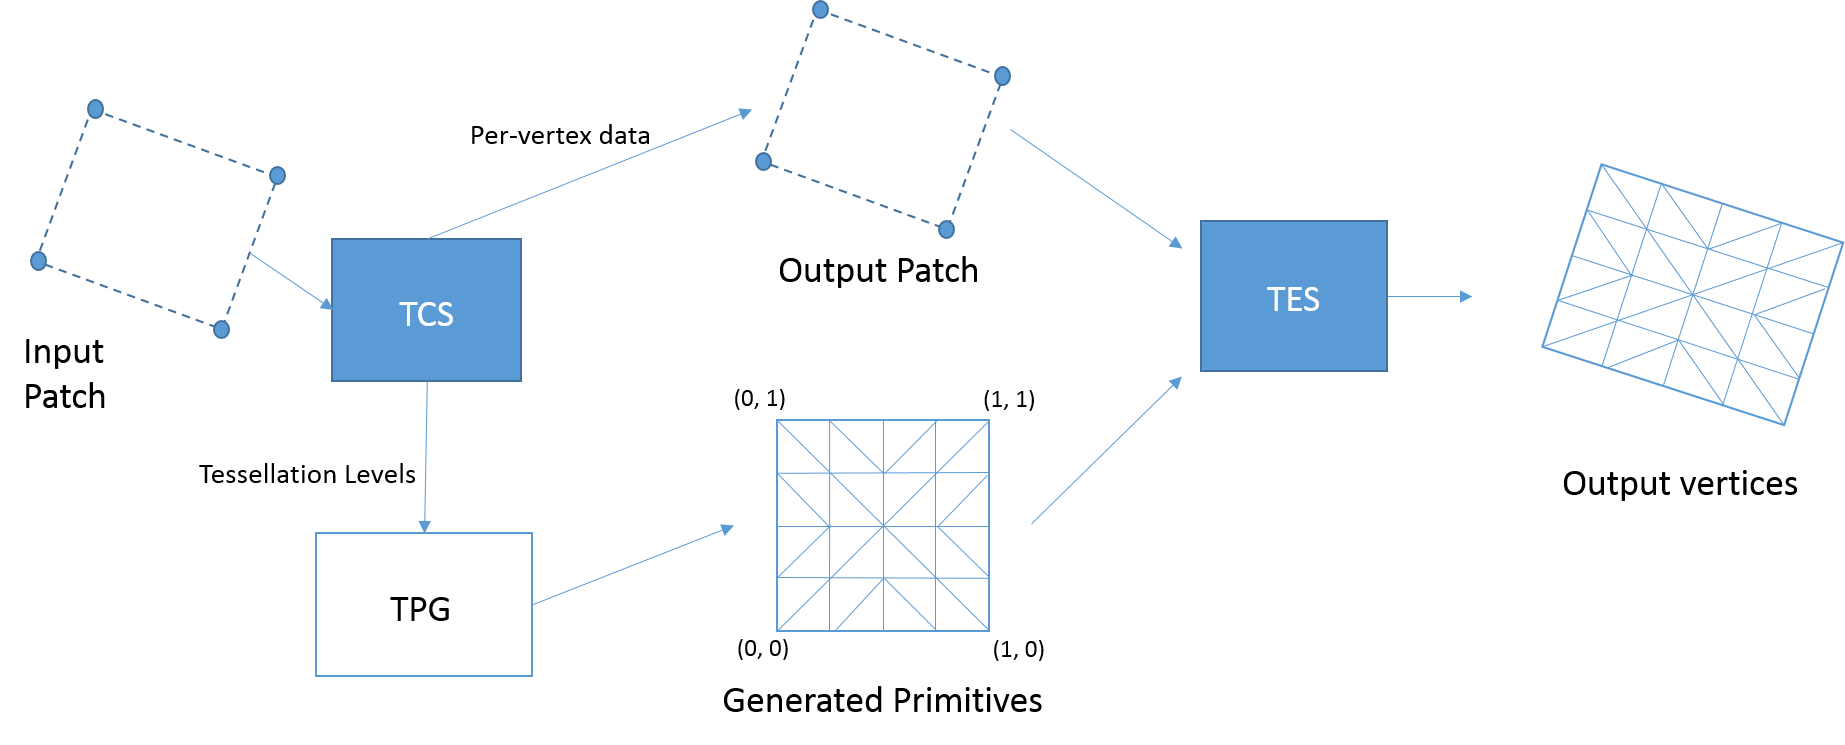 Per-vertex data
Input
Patch
TCS
Output Patch
TES
Tessellation Levels
(0, 1)
(1, 1)
Output vertices
TPG
(0, 0)
(1, 0)
Generated Primitives